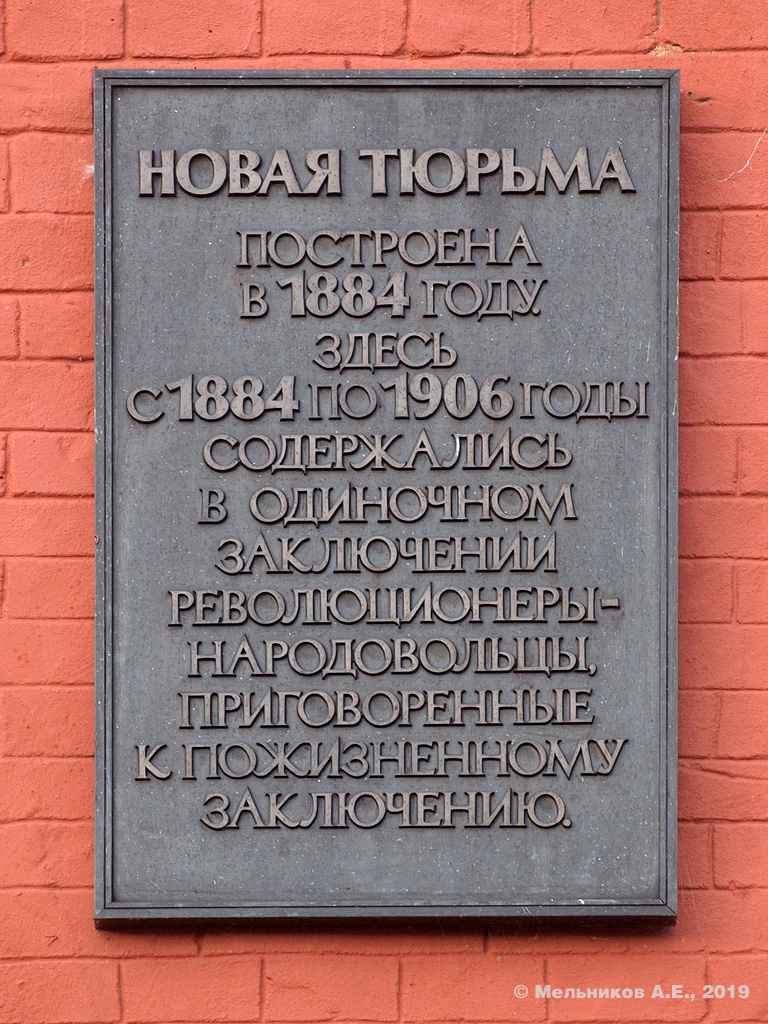 НОВАЯ ТЮРЬМА
ПОСТРОЕНА
В 1884 ГОДУ.
ЗДЕСЬ
С 1884 ПО 1906 ГОДЫ
СОДЕРЖАЛИСЬ
В ОДИНОЧНОМ
ЗАКЛЮЧЕНИИ
РЕВОЛЮЦИОНЕРЫ-
НАРОДОВОЛЬЦЫ,
ПРИГОВОРЕННЫЕ
К ПОЖИЗНЕННОМУ
ЗАКЛЮЧЕНИЮ.
© Мельников А.Е., 2019